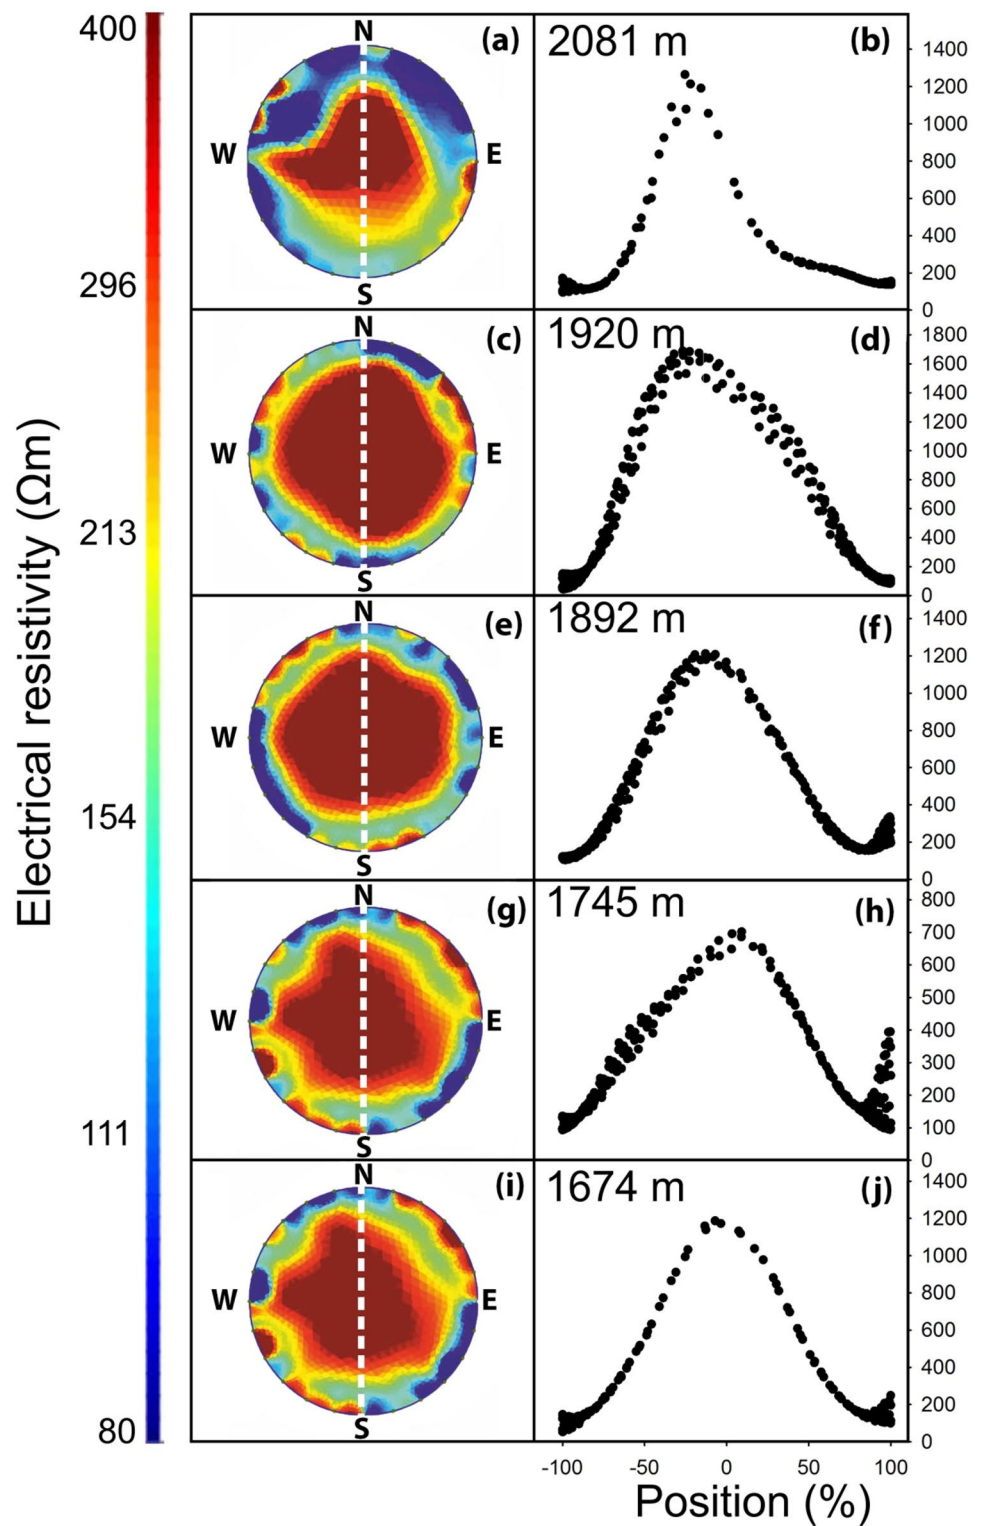 Electrical resistivity (Ωm)
400
296
213
154
111
80
(a)
N
W
E
S
2081 m
(b)
1400
1200
1000
800
600
400
200
0
(c)
N
W
E
S
1920 m
(d)
1800
1600
1400
1200
1000
800
600
400
200
0
(e)
N
W
E
S
1892 m
(f)
1400
1200
1000
800
600
400
200
0
(g)
N
W
E
S
1745 m
(h)
800
700
600
500
400
300
200
100
0
(i)
N
W
E
S
1674 m
(j)
1400
1200
1000
800
600
400
200
0
-100 -50 0 50 100
Position (%)